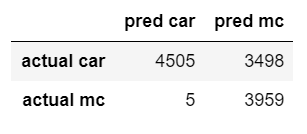 pred car pred mc
actual car 4505 3498
actual mc 5 3959